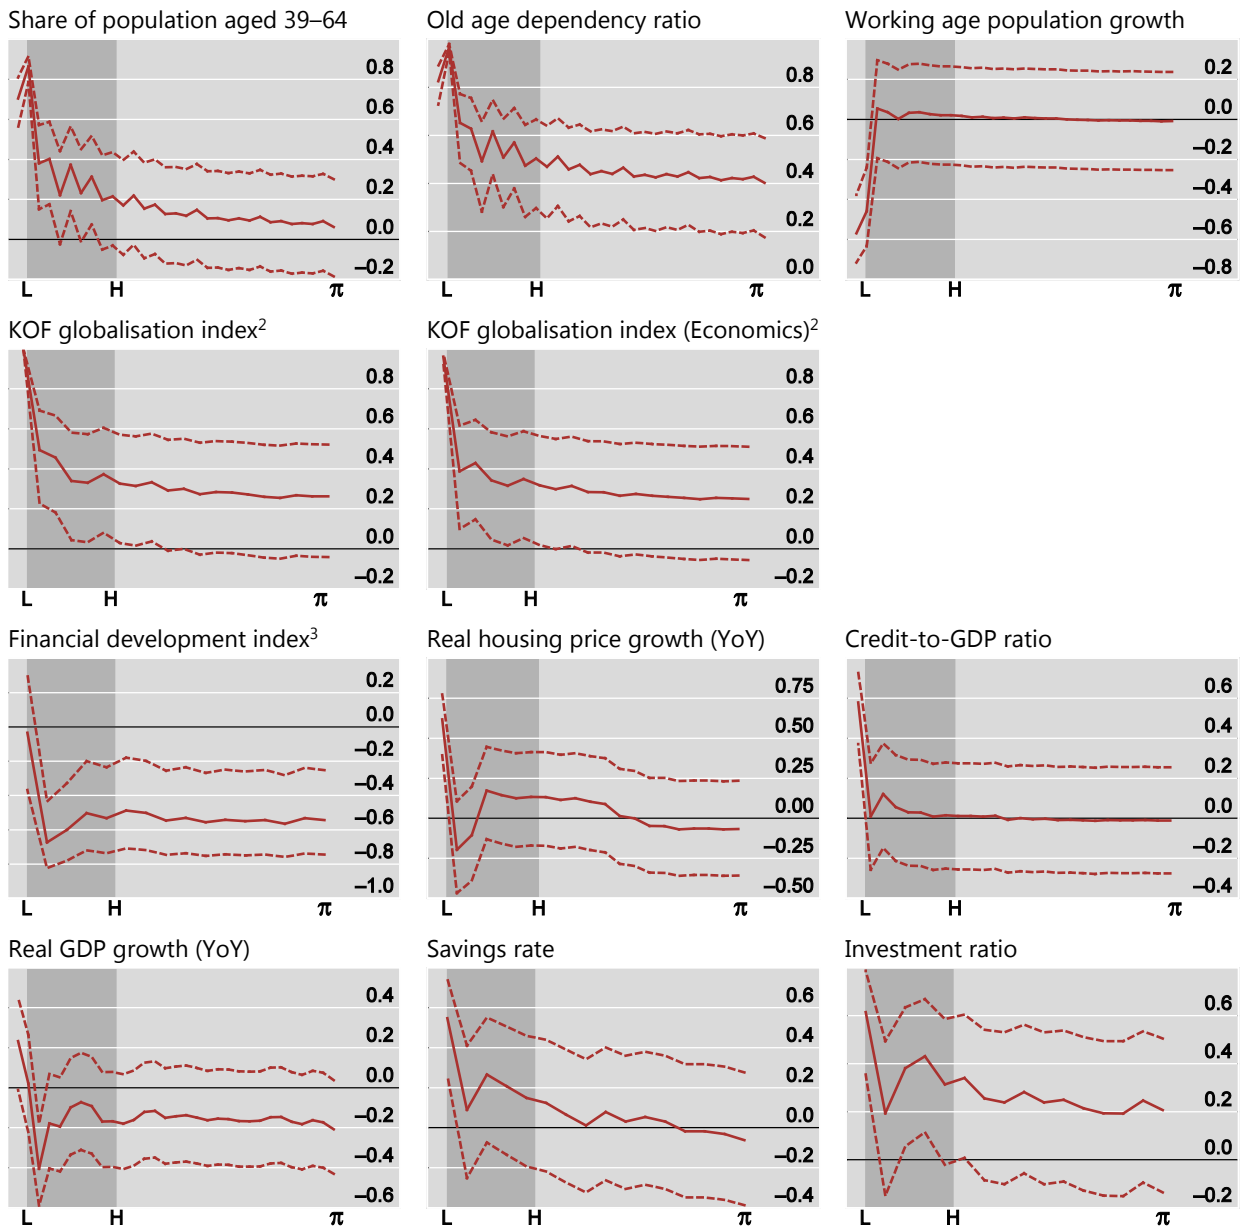 Share of population aged 39–64
Old age dependency ratio
Working age population growth
0.8
0.6
0.4
0.2
0.0
–0.2
L H π
0.8
0.6
0.4
0.2
0.0
L H π
0.2
0.0
–0.2
–0.4
–0.6
–0.8
L H π
KOF globalisation index²
KOF globalisation index (Economics)²
0.8
0.6
0.4
0.2
0.0
–0.2
L H π
0.8
0.6
0.4
0.2
0.0
–0.2
L H π
Financial development index³
Real housing price growth (YoY)
Credit-to-GDP ratio
0.2
0.0
–0.2
–0.4
–0.6
–0.8
–1.0
L H π
0.75
0.50
0.25
0.00
–0.25
–0.50
L H π
0.6
0.4
0.2
0.0
–0.2
–0.4
L H π
Real GDP growth (YoY)
Savings rate
Investment ratio
0.4
0.2
0.0
–0.2
–0.4
–0.6
L H π
0.6
0.4
0.2
0.0
–0.2
–0.4
L H π
0.6
0.4
0.2
0.0
–0.2
L H π